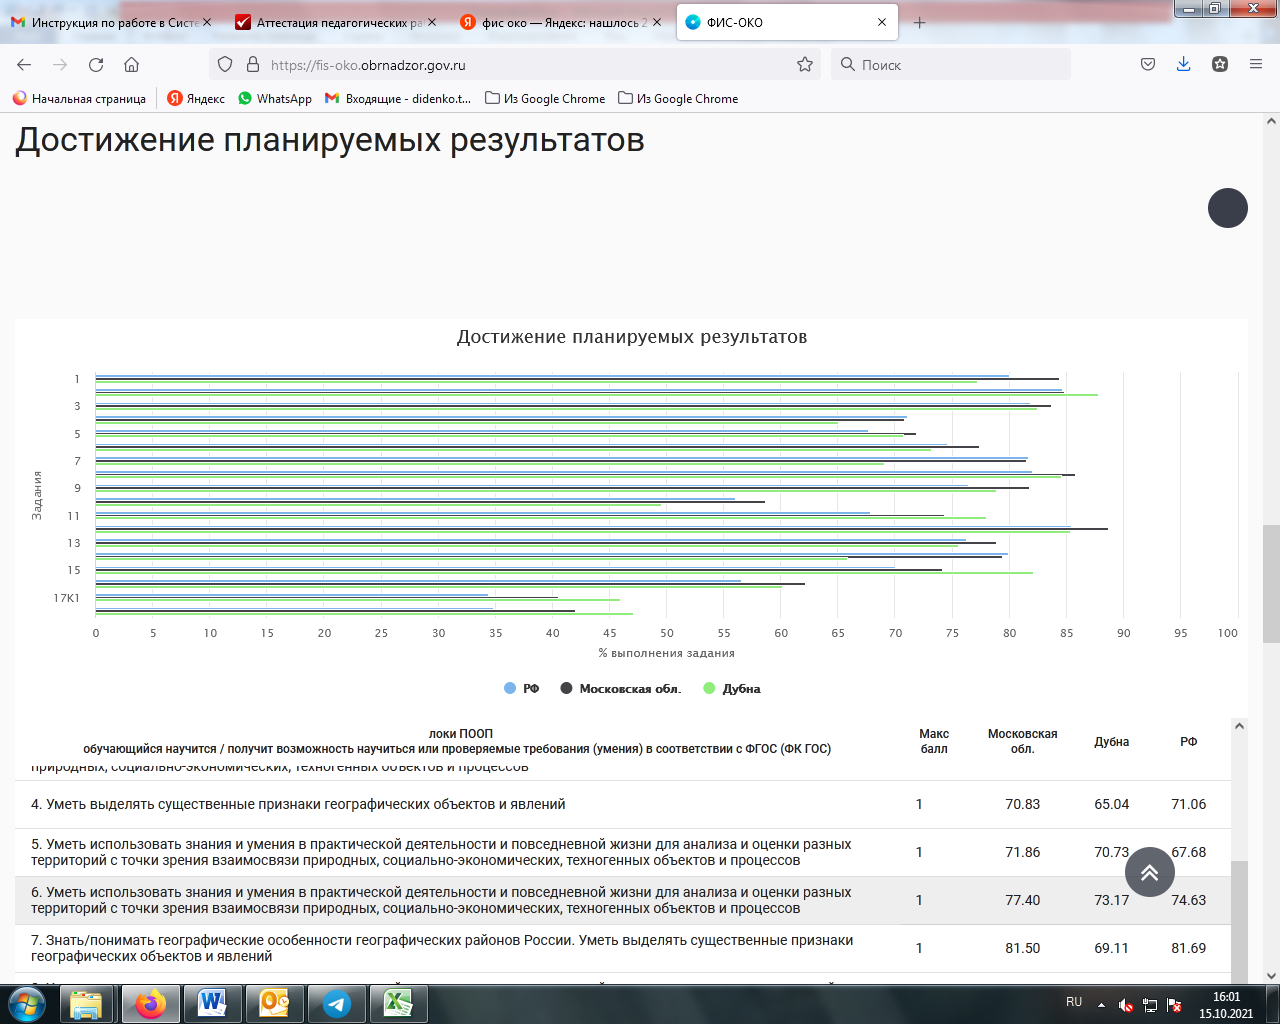 Инструкция по работе в Систе
Аттестация педагогических ра
фис око — Яндекс: нашлось 2
ФИС-ОКО
https://fis-oko.obrnadzor.gov.ru
Поиск
Начальная страница
Яндекс
WhatsApp
Входящие - didenko.t...
Из Google Chrome
Из Google Chrome
Достижение планируемых результатов
Достижение планируемых результатов
1
3
5
7
9
11
13
15
17K1
Задания
0 5 10 15 20 25 30 35 40 45 50 55 60 65 70 75 80 85 90 95 100
% выполнения задания
РФ Московская обл. Дубна
локи ПООП
обучающийся научится / получит возможность научиться или проверяемые требования (умения) в соответствии с ФГОС (ФК ГОС)
Макс
балл
Московская
обл.
Дубна
РФ
природных, социально-экономических, техногенных объектов и процессов
4. Уметь выделять существенные признаки географических объектов и явлений 1 70.83 65.04 71.06
5. Уметь использовать знания и умения в практической деятельности и повседневной жизни для анализа и оценки разных
территорий с точки зрения взаимосвязи природных, социально-экономических, техногенных объектов и процессов
1 71.86 70.73 67.68
6. Уметь использовать знания и умения в практической деятельности и повседневной жизни для анализа и оценки разных
территорий с точки зрения взаимосвязи природных, социально-экономических, техногенных объектов и процессов
1 77.40 73.17 74.63
7. Знать/понимать географические особенности географических районов России. Уметь выделять существенные признаки
географических объектов и явлений
1 81.50 69.11 81.69
RU
16:01
15.10.2021